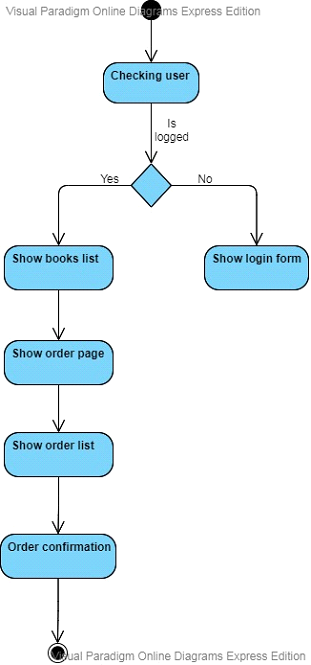 Visual Paradigm Online Diagrams Express Edition
Checking user
Is
logged
Yes
No
Show books list
Show login form
Show order page
Show order list
Order confirmation
Visual Paradigm Online Diagrams Express Edition